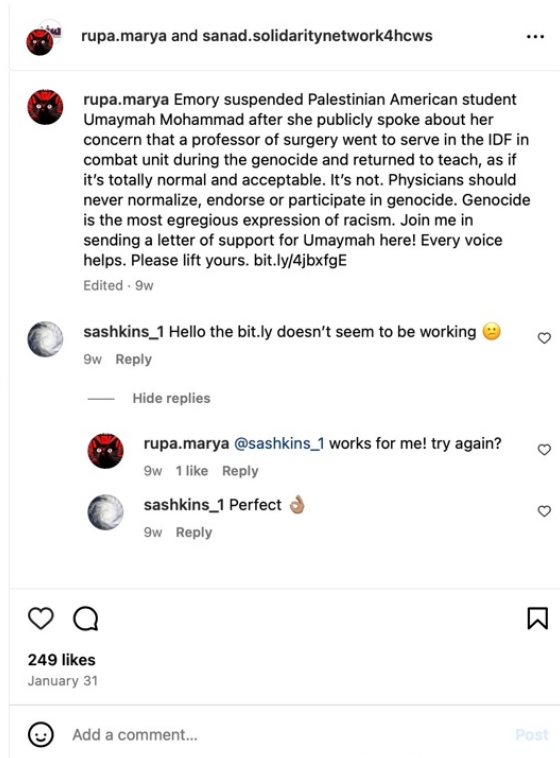 rupa.marya and sanad.solidaritynetwork4hcws
rupa.marya Emory suspended Palestinian American student
Umaymah Mohammad after she publicly spoke about her
concern that a professor of surgery went to serve in the IDF in
combat unit during the genocide and returned to teach, as if
it's totally normal and acceptable. It's not. Physicians should
never normalize, endorse or participate in genocide. Genocide
is the most egregious expression of racism. Join me in
sending a letter of support for Umaymah here! Every voice
helps. Please lift yours. bit.ly/4jbxfgE
Edited · 9w
sashkins_1 Hello the bit.ly doesn't seem to be working 😕
9w Reply
Hide replies
rupa.marya @sashkins_1 works for me! try again?
9w 1 like Reply
sashkins_1 Perfect 👌🏽
9w Reply
249 likes
January 31
Add a comment...
Post